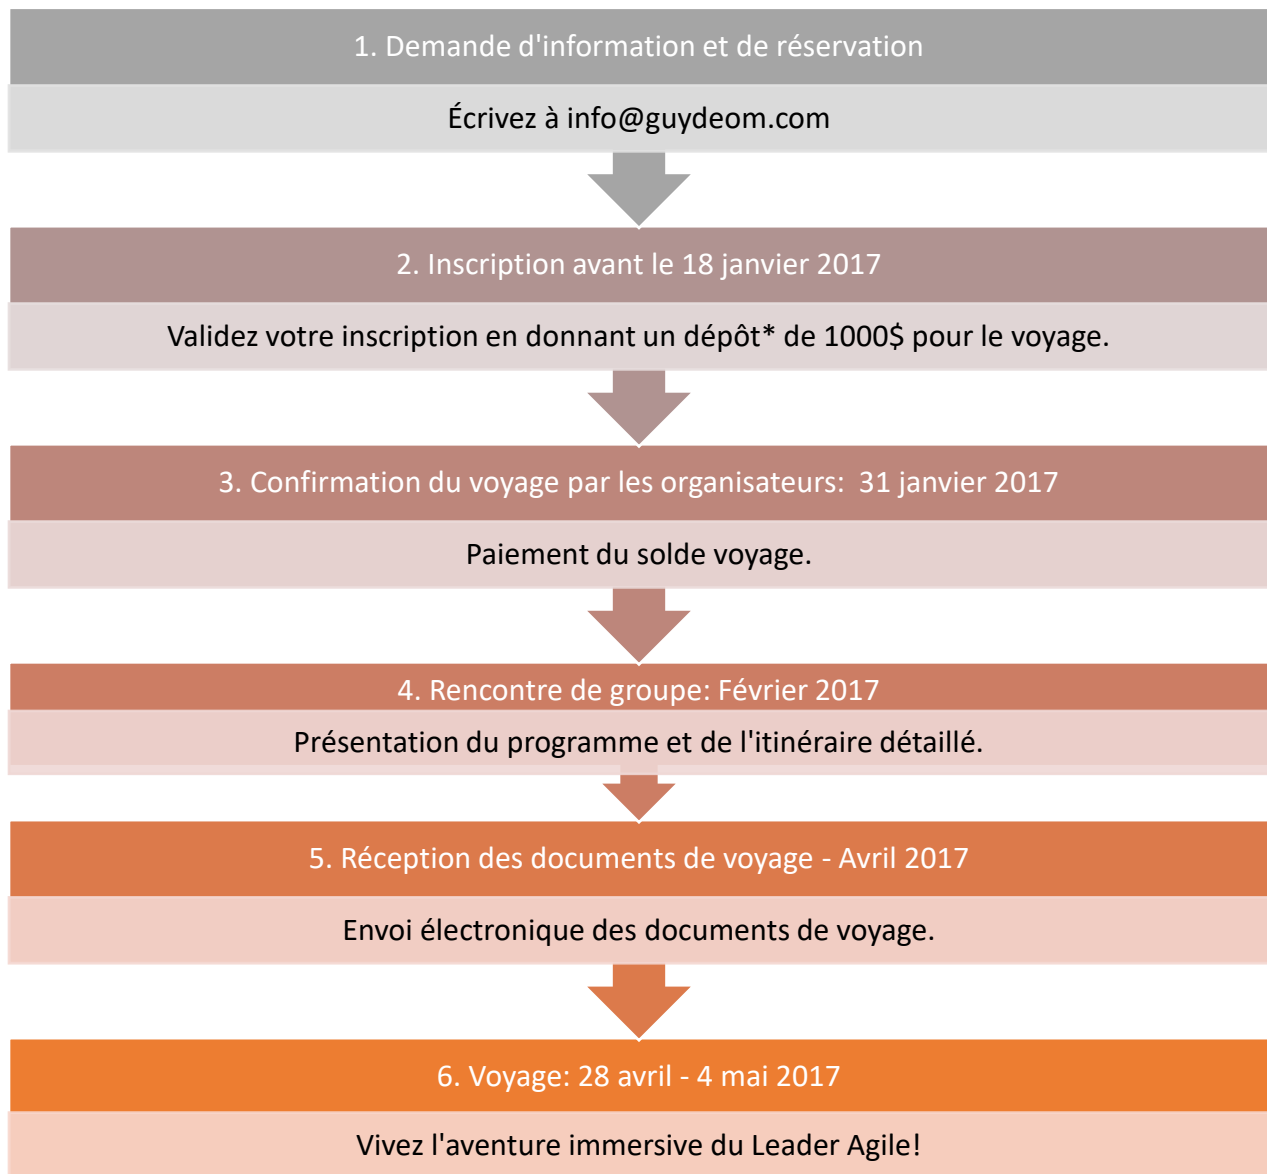 1. Demande d'information et de réservation
Écrivez à info@guydeom.com
2. Inscription avant le 18 janvier 2017
Validez votre inscription en donnant un dépôt* de 1000$ pour le voyage.
3. Confirmation du voyage par les organisateurs:  31 janvier 2017
Paiement du solde voyage.
4. Rencontre de groupe: Février 2017
Présentation du programme et de l'itinéraire détaillé.
5. Réception des documents de voyage - Avril 2017
Envoi électronique des documents de voyage.
6. Voyage: 28 avril - 4 mai 2017
Vivez l'aventure immersive du Leader Agile!